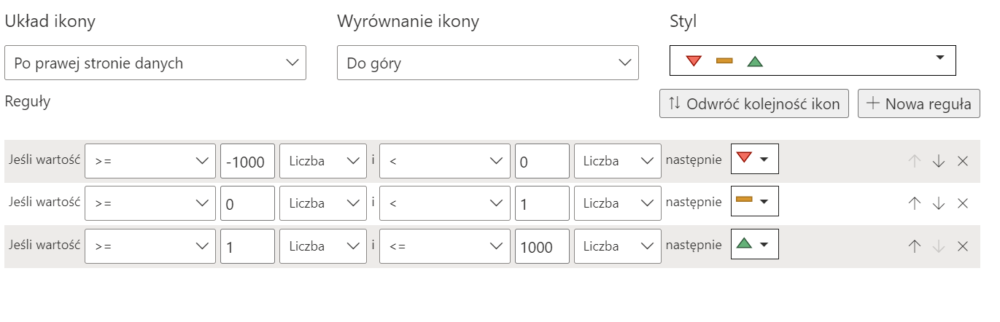 Układ ikony Wyrównanie ikony Styl
Po prawej stronie danych Do góry
Reguły Odwróć kolejność ikon Nowa reguła
Jeśli wartość >= -1000 Liczba i < 0 Liczba następnie
Jeśli wartość >= 0 Liczba i < 1 Liczba następnie
Jeśli wartość >= 1 Liczba i <= 1000 Liczba następnie